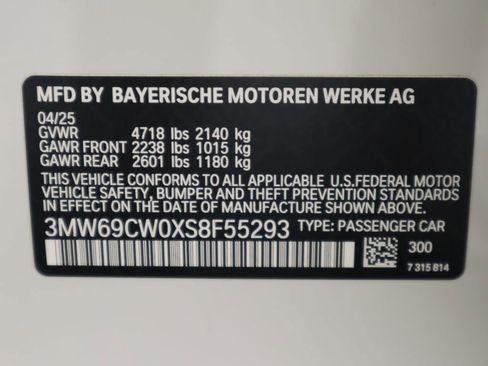 MFD BY BAYERISCHE MOTOREN WERKE AG
04/25
GVWR 4718 lbs 2140 kg
GAWR FRONT 2238 lbs 1015 kg
GAWR REAR 2601 lbs 1180 kg
THIS VEHICLE CONFORMS TO ALL APPLICABLE U.S.FEDERAL MOTOR
VEHICLE SAFETY, BUMPER AND THEFT PREVENTION STANDARDS
IN EFFECT ON THE DATE OF MANUFACTURE SHOWN ABOVE.
3MW69CW0XS8F55293 TYPE: PASSENGER CAR
300
7 315 814